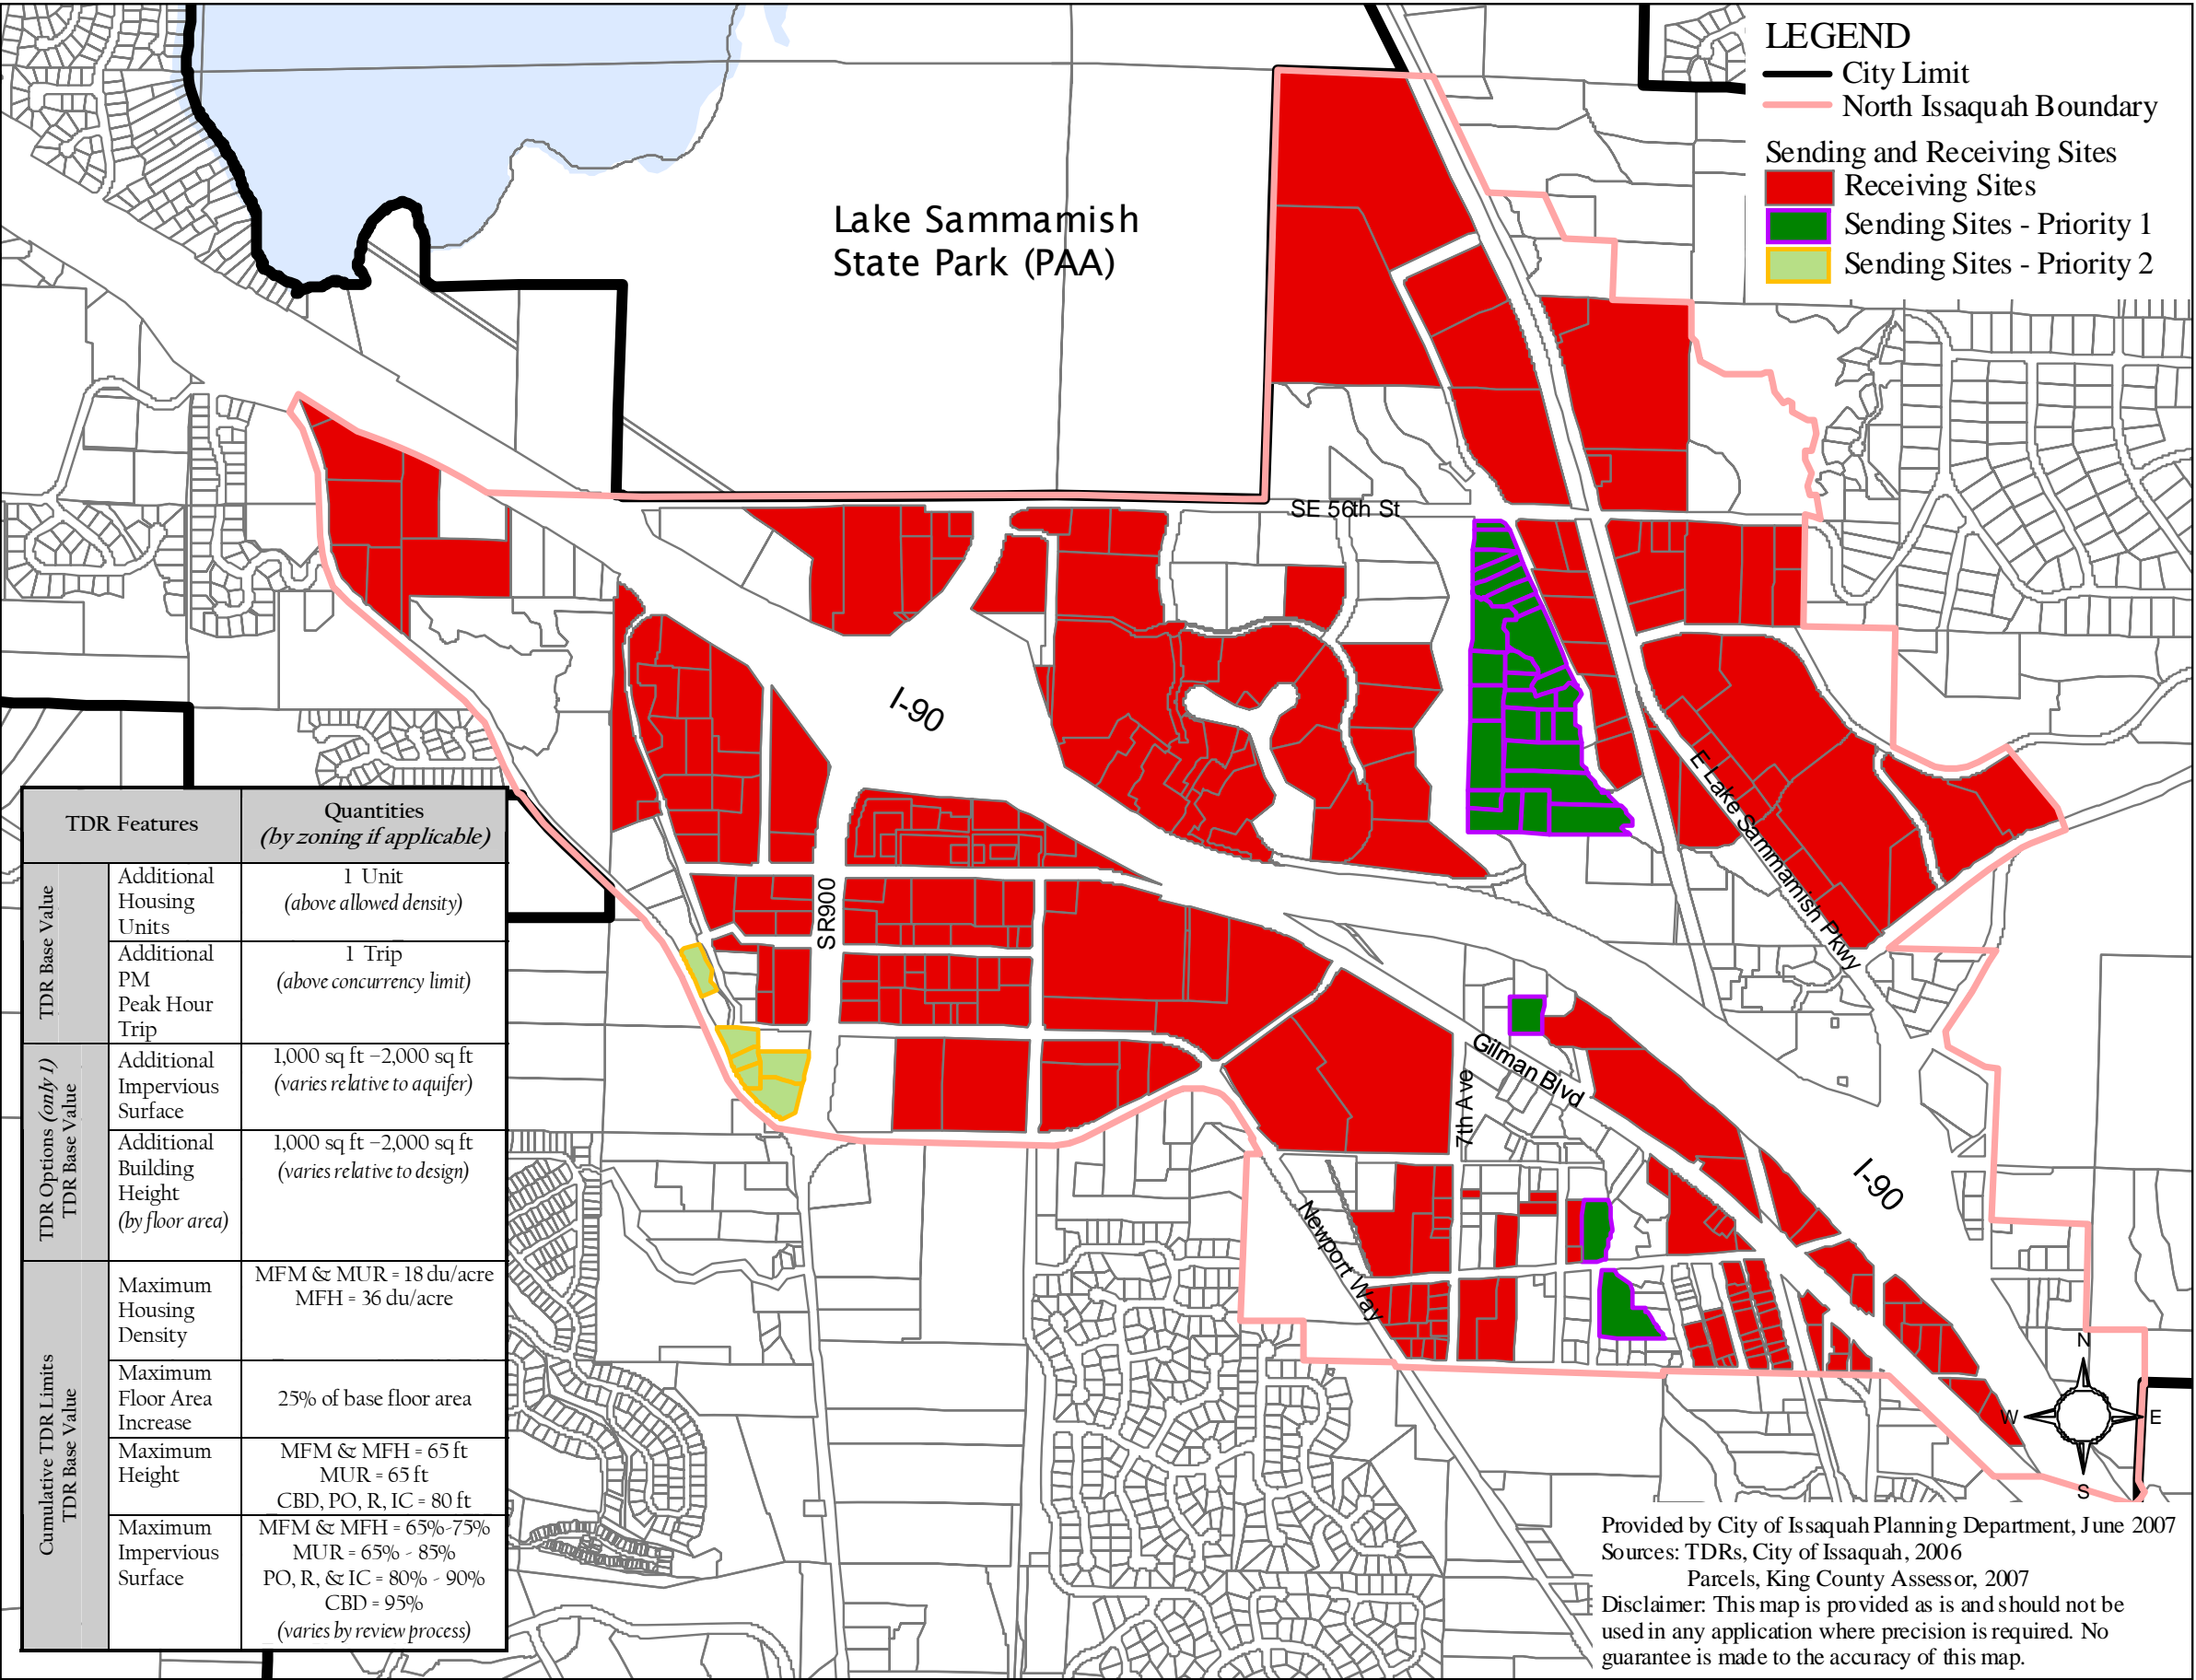 LEGEND
City Limit
North Issaquah Boundary
Sending and Receiving Sites
Receiving Sites
Sending Sites - Priority 1
Sending Sites - Priority 2
Lake Sammamish
State Park (PAA)
SE 56th St
I-90
E Lake Sammamish Pkwy
SR900
Gilman Blvd
7th Ave
Newport Way
I-90
TDR Features
Quantities
(by zoning if applicable)
TDR Base Value
Additional
Housing
Units
1 Unit
(above allowed density)
Additional
PM
Peak Hour
Trip
1 Trip
(above concurrency limit)
TDR Options (only 1)
TDR Base Value
Additional
Impervious
Surface
1,000 sq ft –2,000 sq ft
(varies relative to aquifer)
Additional
Building
Height
(by floor area)
1,000 sq ft –2,000 sq ft
(varies relative to design)
Cumulative TDR Limits
TDR Base Value
Maximum
Housing
Density
MFM & MUR = 18 du/acre
MFH = 36 du/acre
Maximum
Floor Area
Increase
25% of base floor area
Maximum
Height
MFM & MFH = 65 ft
MUR = 65 ft
CBD, PO, R, IC = 80 ft
Maximum
Impervious
Surface
MFM & MFH = 65%-75%
MUR = 65% - 85%
PO, R, & IC = 80% - 90%
CBD = 95%
(varies by review process)
N
W
E
S
Provided by City of Issaquah Planning Department, June 2007
Sources: TDRs, City of Issaquah, 2006
Parcels, King County Assessor, 2007
Disclaimer: This map is provided as is and should not be
used in any application where precision is required. No
guarantee is made to the accuracy of this map.